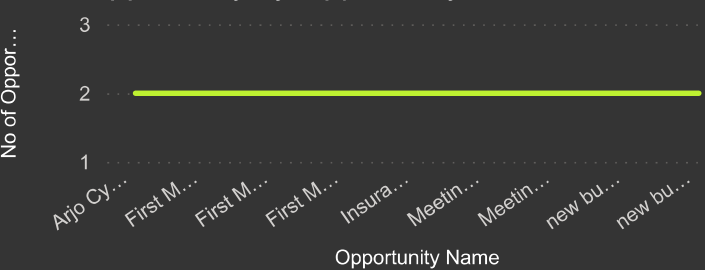 3
2
1
No of Oppor...
Arjo Cy...
First M...
First M...
First M...
Insura...
Meetin...
Meetin...
new bu...
new bu...
Opportunity Name